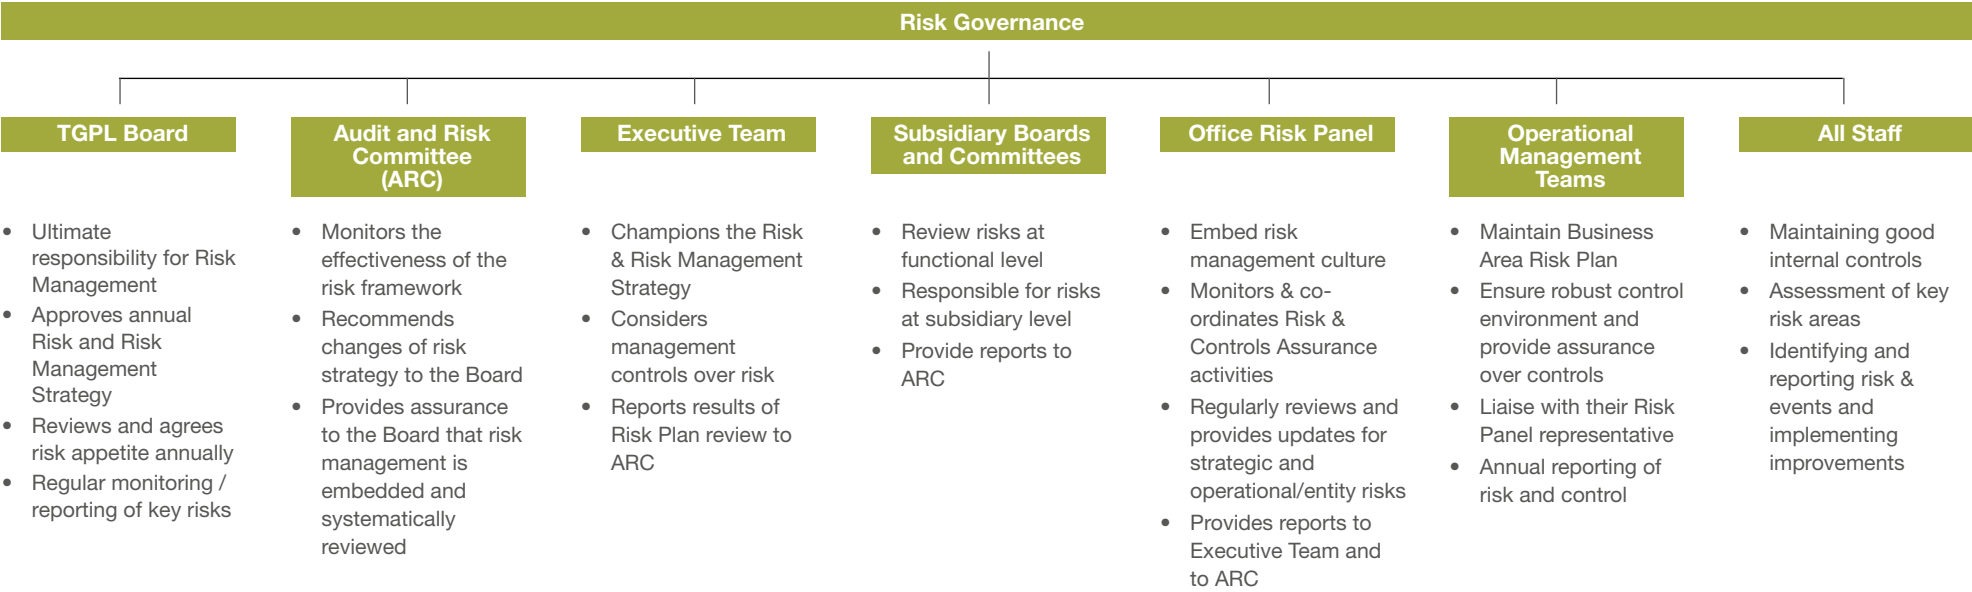 Risk Governance
TGPL Board
• Ultimate
responsibility for Risk
Management
• Approves annual
Risk and Risk
Management
Strategy
• Reviews and agrees
risk appetite annually
• Regular monitoring /
reporting of key risks
Audit and Risk
Committee
(ARC)
• Monitors the
effectiveness of the
risk framework
• Recommends
changes of risk
strategy to the Board
• Provides assurance
to the Board that risk
management is
embedded and
systematically
reviewed
Executive Team
• Champions the Risk
& Risk Management
Strategy
• Considers
management
controls over risk
• Reports results of
Risk Plan review to
ARC
Subsidiary Boards
and Committees
• Review risks at
functional level
• Responsible for risks
at subsidiary level
• Provide reports to
ARC
Office Risk Panel
• Embed risk
management culture
• Monitors & co-
ordinates Risk &
Controls Assurance
activities
• Regularly reviews and
provides updates for
strategic and
operational/entity risks
• Provides reports to
Executive Team and
to ARC
Operational
Management
Teams
• Maintain Business
Area Risk Plan
• Ensure robust control
environment and
provide assurance
over controls
• Liaise with their Risk
Panel representative
• Annual reporting of
risk and control
All Staff
• Maintaining good
internal controls
• Assessment of key
risk areas
• Identifying and
reporting risk &
events and
implementing
improvements